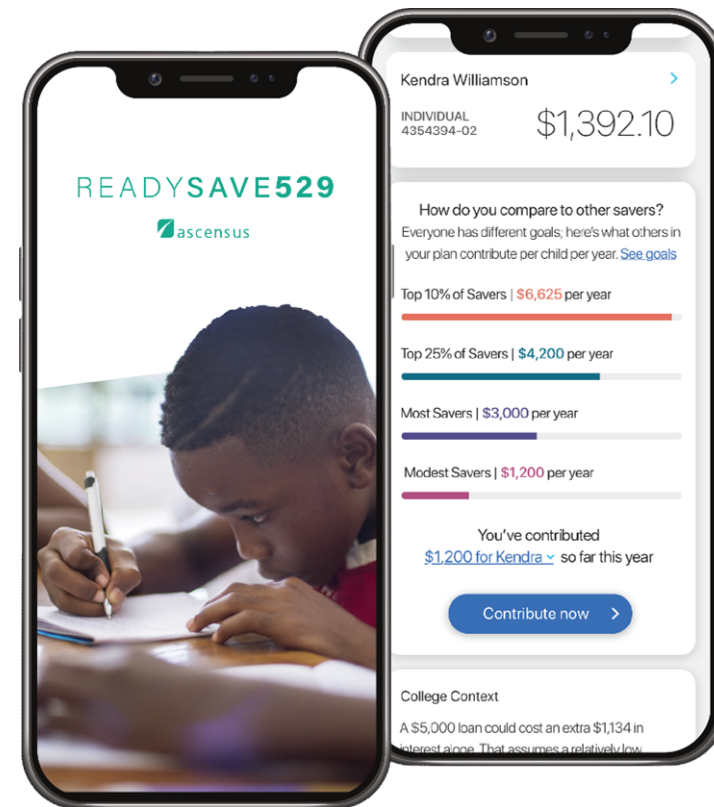 READYSAVE529
ascensus
Kendra Williamson
INDIVIDUAL
4354394-02
$1,392.10
How do you compare to other savers?
Everyone has different goals; here's what others in
your plan contribute per child per year. See goals
Top 10% of Savers | $6,625 per year
Top 25% of Savers | $4,200 per year
Most Savers | $3,000 per year
Modest Savers | $1,200 per year
You've contributed
$1,200 for Kendra so far this year
Contribute now
College Context
A $5,000 loan could cost an extra $1,134 in
interest alone. That assumes a relatively low